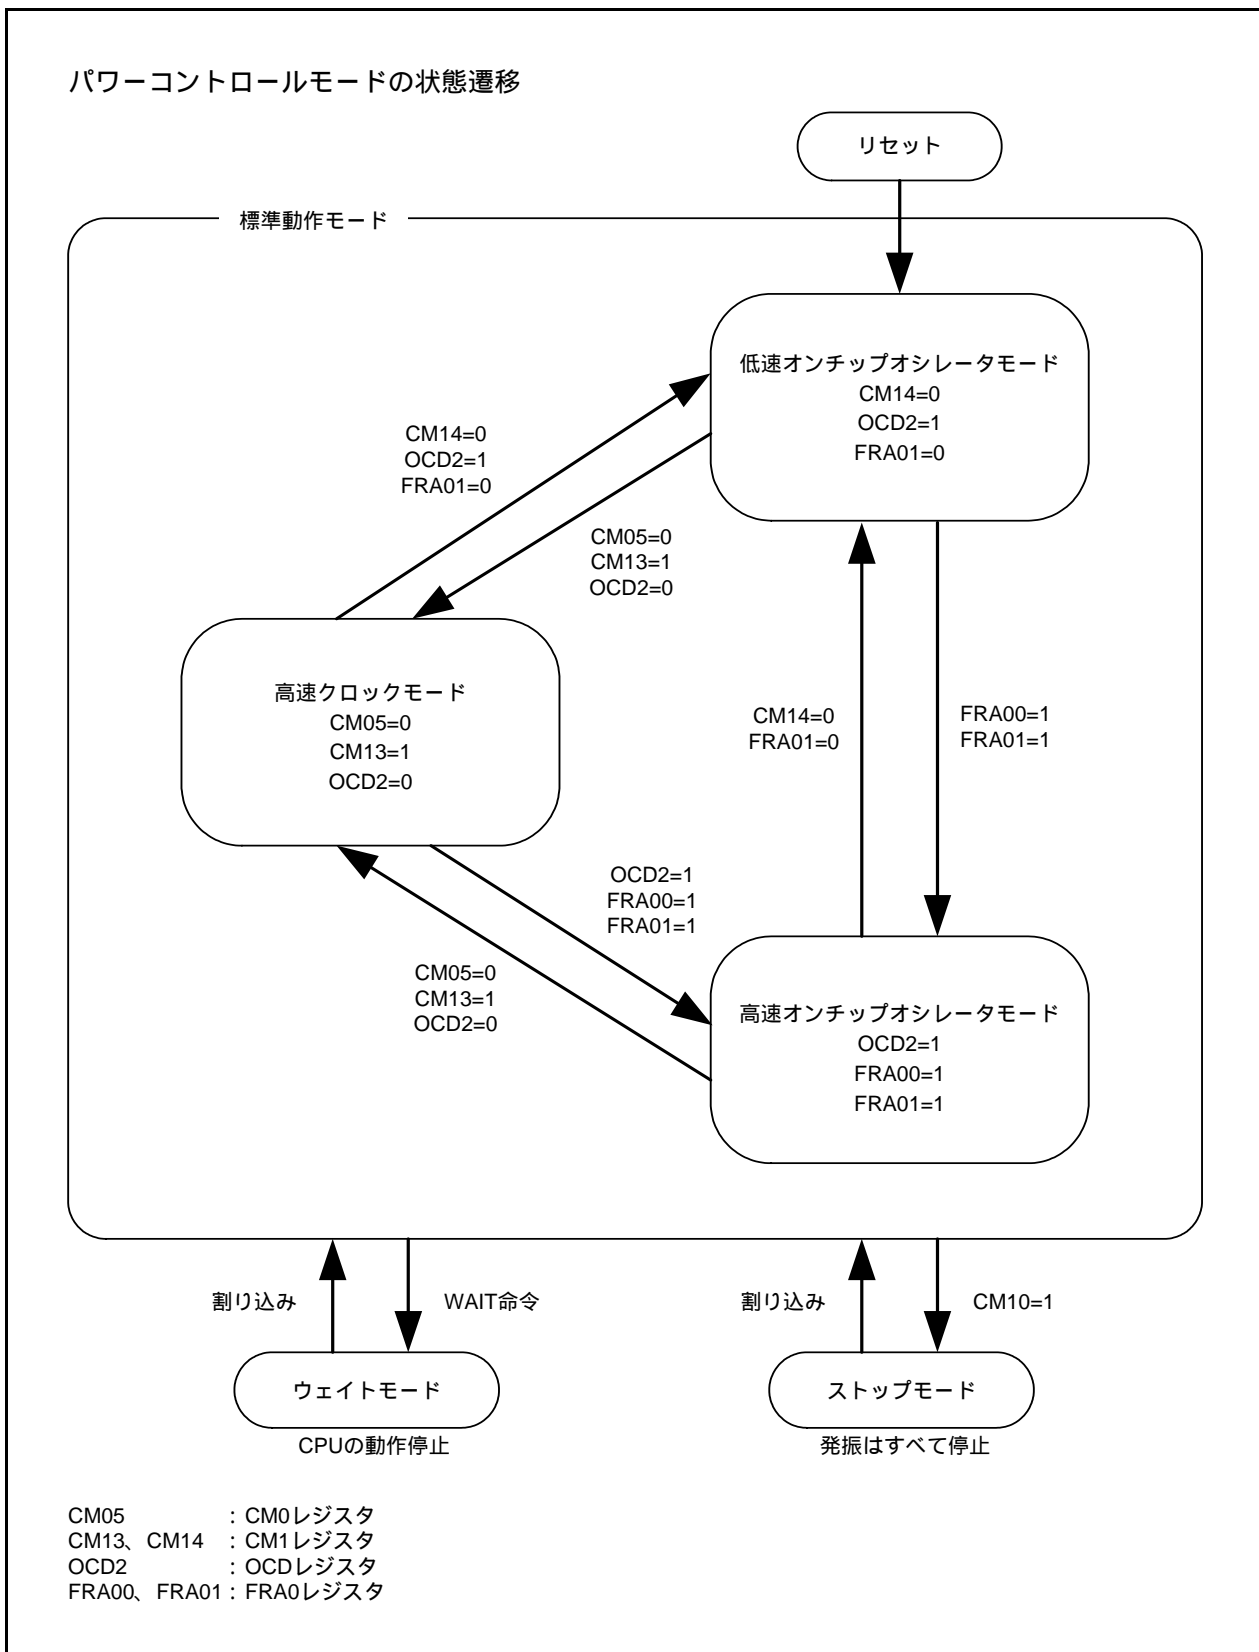 パワーコントロールモードの状態遷移
リセット
標準動作モード
低速オンチップオシレータモード
CM14=0
OCD2=1
FRA01=0
CM14=0
OCD2=1
FRA01=0
CM05=0
CM13=1
OCD2=0
高速クロックモード
CM05=0
CM13=1
OCD2=0
CM14=0
FRA01=0
FRA00=1
FRA01=1
OCD2=1
FRA00=1
FRA01=1
CM05=0
CM13=1
OCD2=0
高速オンチップオシレータモード
OCD2=1
FRA00=1
FRA01=1
割り込み
WAIT命令
割り込み
CM10=1
ウェイトモード
ストップモード
CPUの動作停止
発振はすべて停止
CM05 : CM0レジスタ
CM13、CM14 : CM1レジスタ
OCD2 : OCDレジスタ
FRA00、FRA01 : FRA0レジスタ